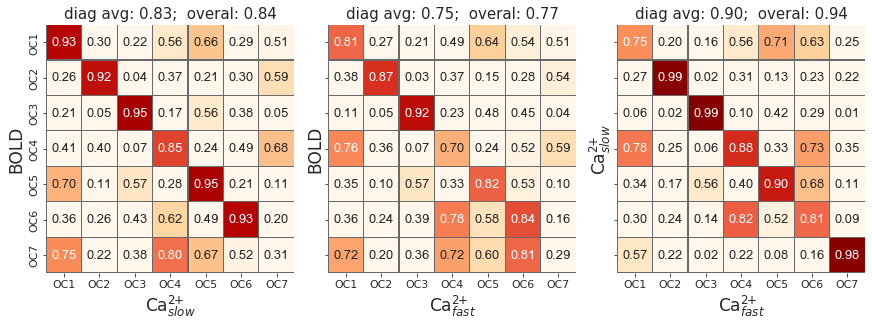 diag avg: 0.83;  overal: 0.84
OC1 0.93 0.30 0.22 0.56 0.66 0.29 0.51
OC2 0.26 0.92 0.04 0.37 0.21 0.30 0.59
OC3 0.21 0.05 0.95 0.17 0.56 0.38 0.05
OC4 0.41 0.40 0.07 0.85 0.24 0.49 0.68
OC5 0.70 0.11 0.57 0.28 0.95 0.21 0.11
OC6 0.36 0.26 0.43 0.62 0.49 0.93 0.20
OC7 0.75 0.22 0.38 0.80 0.67 0.52 0.31
OC1 OC2 OC3 OC4 OC5 OC6 OC7
BOLD
Ca²⁺slow
diag avg: 0.75;  overal: 0.77
0.81 0.27 0.21 0.49 0.64 0.54 0.51
0.38 0.87 0.03 0.37 0.15 0.28 0.54
0.11 0.05 0.92 0.23 0.48 0.45 0.04
0.76 0.36 0.07 0.70 0.24 0.52 0.59
0.35 0.10 0.57 0.33 0.82 0.53 0.10
0.36 0.24 0.39 0.78 0.58 0.84 0.16
0.72 0.20 0.36 0.72 0.60 0.81 0.29
OC1 OC2 OC3 OC4 OC5 OC6 OC7
BOLD
Ca²⁺fast
diag avg: 0.90;  overal: 0.94
0.75 0.20 0.16 0.56 0.71 0.63 0.25
0.27 0.99 0.02 0.31 0.13 0.23 0.22
0.06 0.02 0.99 0.10 0.42 0.29 0.01
0.78 0.25 0.06 0.88 0.33 0.73 0.35
0.34 0.17 0.56 0.40 0.90 0.68 0.11
0.30 0.24 0.14 0.82 0.52 0.81 0.09
0.57 0.22 0.02 0.22 0.08 0.16 0.98
OC1 OC2 OC3 OC4 OC5 OC6 OC7
Ca²⁺slow
Ca²⁺fast